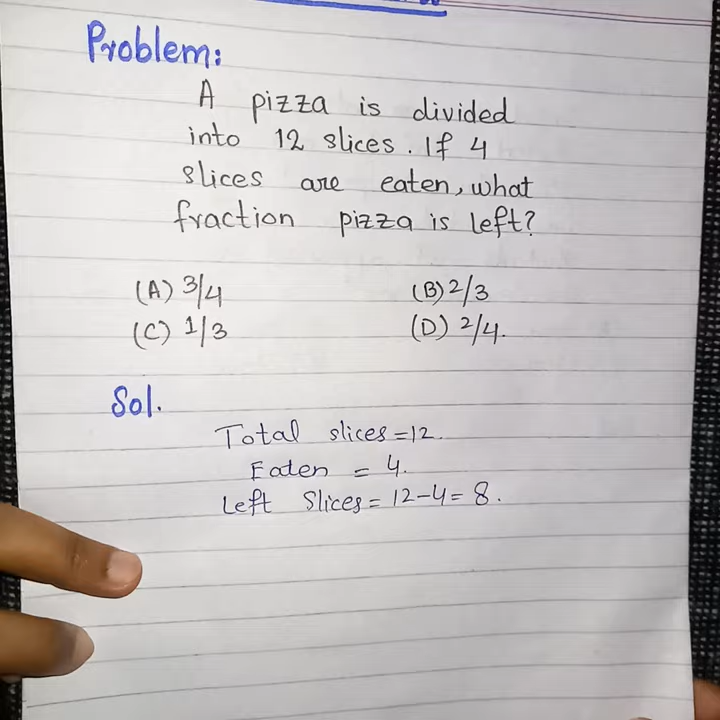 Problem:
A pizza is divided
into 12 slices. If 4
slices are eaten, what
fraction pizza is left?
(A) 3/4 (B) 2/3
(C) 1/3 (D) 2/4.
Sol.
Total slices = 12.
Eaten = 4.
Left Slices = 12-4= 8.